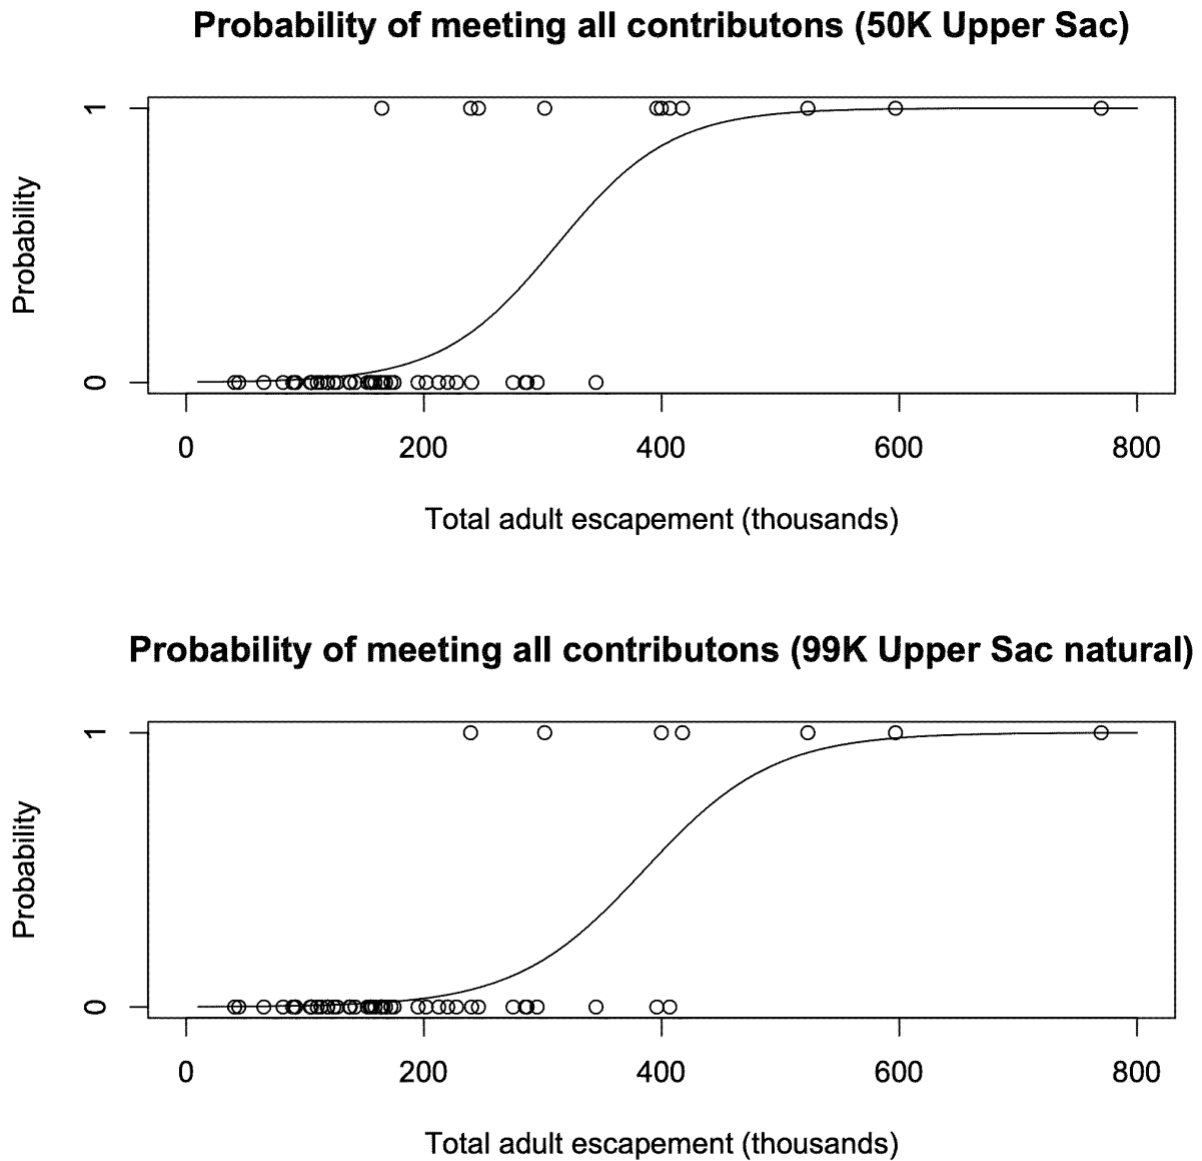 Probability of meeting all contributons (50K Upper Sac)
Probability
1
0
0 200 400 600 800
Total adult escapement (thousands)
Probability of meeting all contributons (99K Upper Sac natural)
Probability
1
0
0 200 400 600 800
Total adult escapement (thousands)